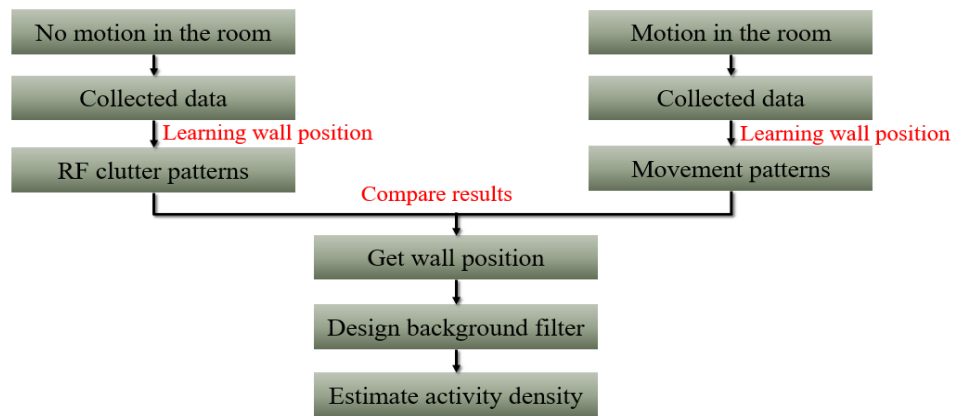 No motion in the room
Motion in the room
Collected data
Collected data
Learning wall position
Learning wall position
RF clutter patterns
Movement patterns
Compare results
Get wall position
Design background filter
Estimate activity density